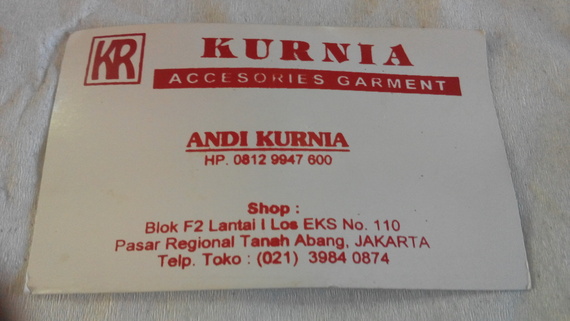 KR
KURNIA
ACCESORIES GARMENT
ANDI KURNIA
HP. 0812 9947 600
Shop :
Blok F2 Lantai I Los EKS No. 110
Pasar Regional Tanah Abang, JAKARTA
Telp. Toko : (021) 3984 0874